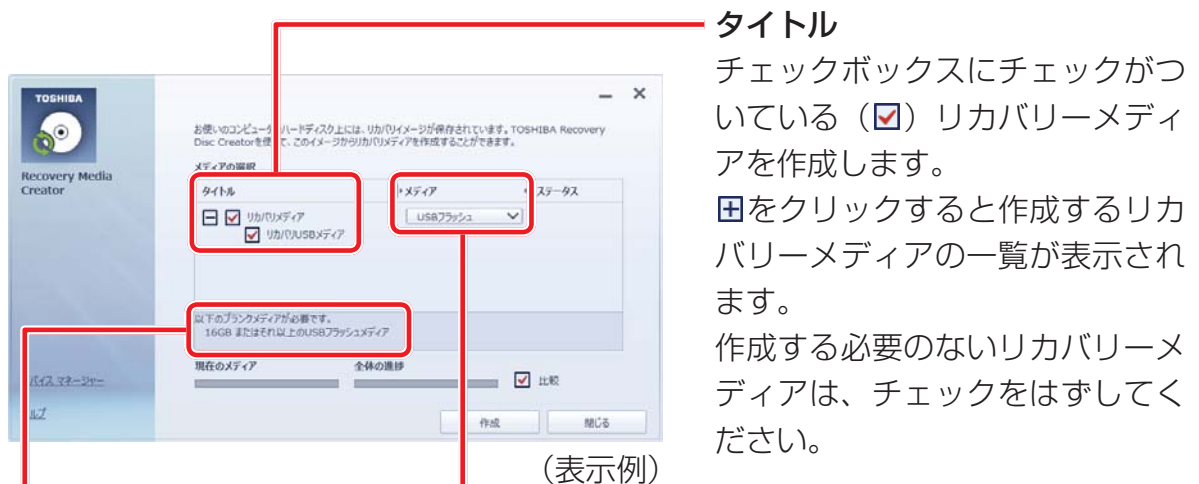 タイトル
チェックボックスにチェックがつ
いている（☑）リカバリーメディ
アを作成します。
⊞をクリックすると作成するリカ
バリーメディアの一覧が表示され
ます。
作成する必要のないリカバリーメ
ディアは、チェックをはずしてく
ださい。
TOSHIBA
Recovery Media
Creator
お使いのコンピュータ ハードディスク上には、リカバリイメージが保存されています。TOSHIBA Recovery
Disc Creatorを使 て、このイメージからリカバリメディアを作成することができます。
メディアの選択
タイトル メディア ステータス
リカバリメディア USBフラッシュ
リカバリUSBメディア
以下のブランクメディアが必要です。
16GB またはそれ以上のUSBフラッシュメディア
現在のメディア 全体の進捗
比較
バイス マネージャー
ルプ
作成 閉じる
（表示例）